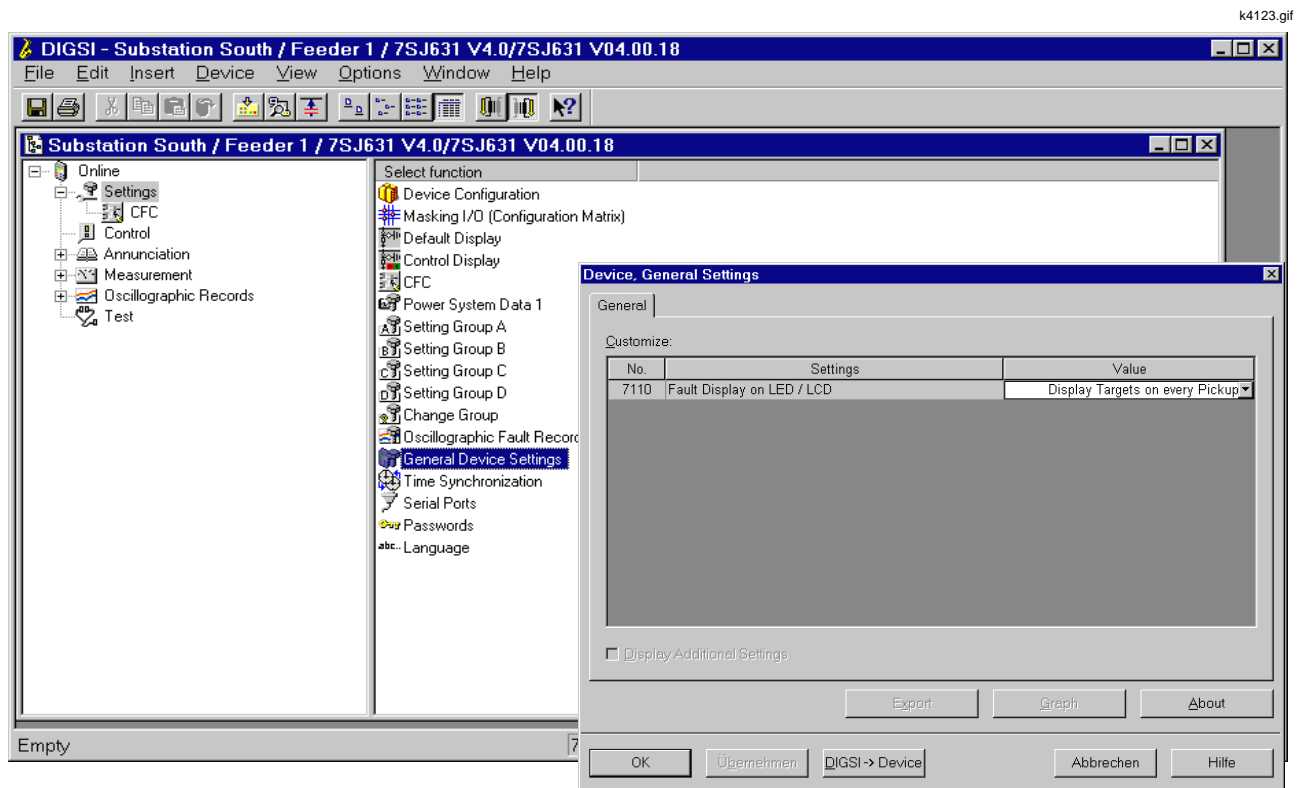 k4123.gif
DIGSI - Substation South / Feeder 1 / 7SJ631 V4.0/7SJ631 V04.00.18
File Edit Insert Device View Options Window Help
Substation South / Feeder 1 / 7SJ631 V4.0/7SJ631 V04.00.18
Online
Settings
CFC
Control
Annunciation
Measurement
Oscillographic Records
Test
Select function
Device Configuration
Masking I/O (Configuration Matrix)
Default Display
Control Display
CFC
Power System Data 1
Setting Group A
Setting Group B
Setting Group C
Setting Group D
Change Group
Oscillographic Fault Record
General Device Settings
Time Synchronization
Serial Ports
Passwords
abc.. Language
Device, General Settings
General
Customize:
No. Settings Value
7110 Fault Display on LED / LCD Display Targets on every Pickup
Display Additional Settings
Export Graph About
OK Übernehmen DIGSI -> Device Abbrechen Hilfe
Empty 7